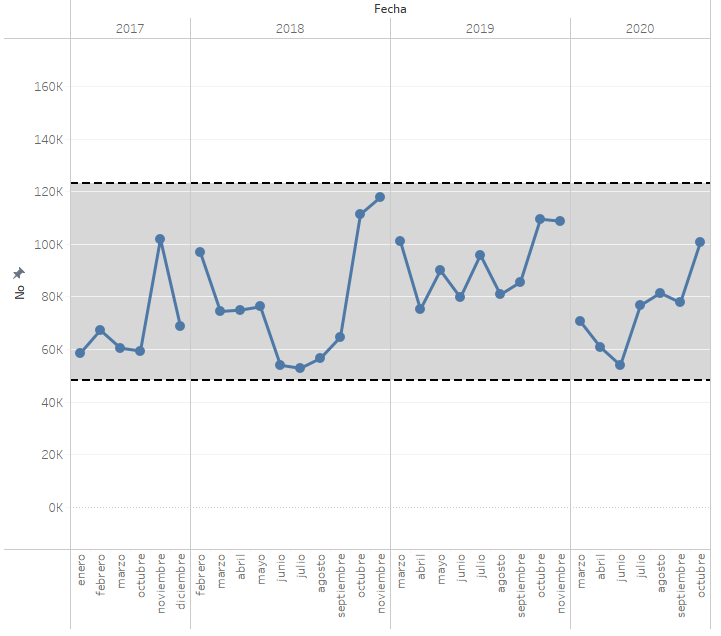 Fecha
2017 2018 2019 2020
160K
140K
120K
100K
80K
60K
40K
20K
0K
No
enero febrero marzo octubre noviembre diciembre febrero marzo abril mayo junio julio agosto septiembre octubre noviembre marzo abril mayo junio julio agosto septiembre octubre noviembre marzo abril junio julio agosto septiembre octubre